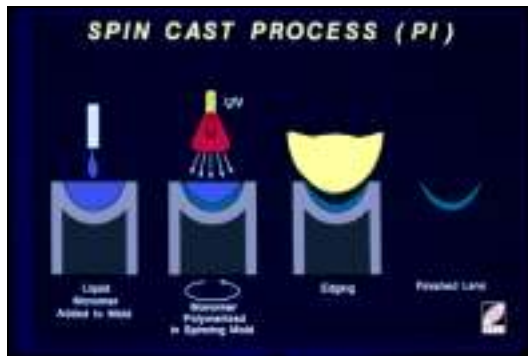 SPIN CAST PROCESS (PI)
UV
Liquid
Monomer
Added to Mold
Monomer
Polymerized
in Spinning Mold
Edging
Finished Lens